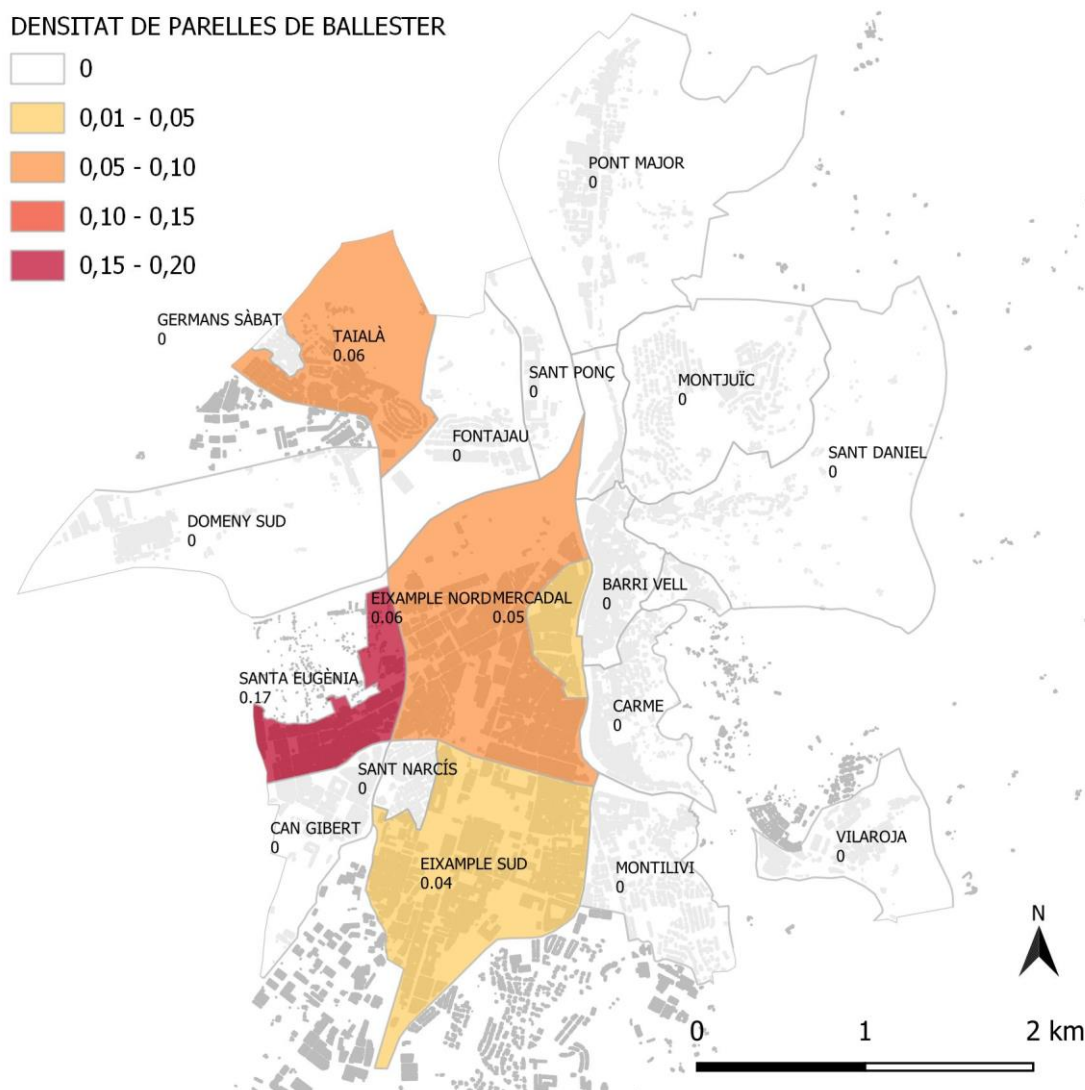 DENSITAT DE PARELLES DE BALLESTER
0
0,01 - 0,05
0,05 - 0,10
0,10 - 0,15
0,15 - 0,20
PONT MAJOR
0
GERMANS SÀBAT
0
TAIALÀ
0.06
SANT PONÇ
0
MONTJUÏC
0
FONTAJAU
0
SANT DANIEL
0
DOMENY SUD
0
EIXAMPLE NORD
0.06
MERCADAL
0.05
BARRI VELL
0
SANTA EUGÈNIA
0.17
CARME
0
SANT NARCÍS
0
CAN GIBERT
0
EIXAMPLE SUD
0.04
MONTILIVI
0
VILAROJA
0
N
0 1 2 km